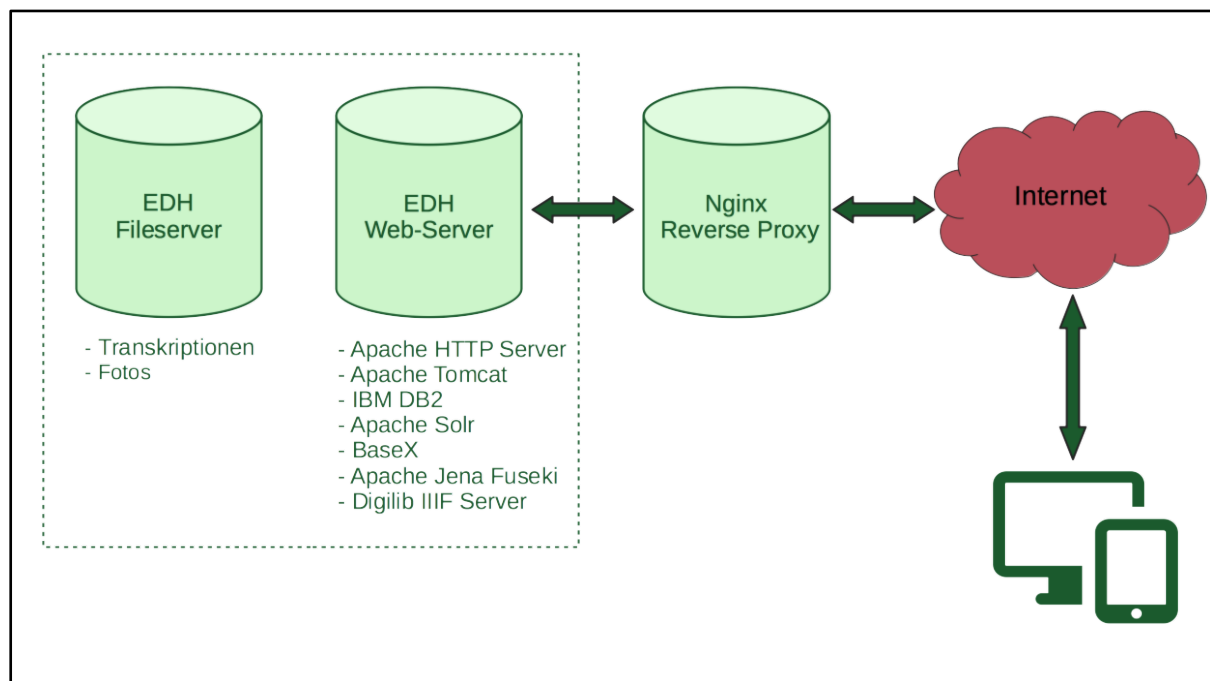 EDH
Fileserver
EDH
Web-Server
Nginx
Reverse Proxy
Internet
- Transkriptionen
- Fotos
- Apache HTTP Server
- Apache Tomcat
- IBM DB2
- Apache Solr
- BaseX
- Apache Jena Fuseki
- Digilib IIIF Server